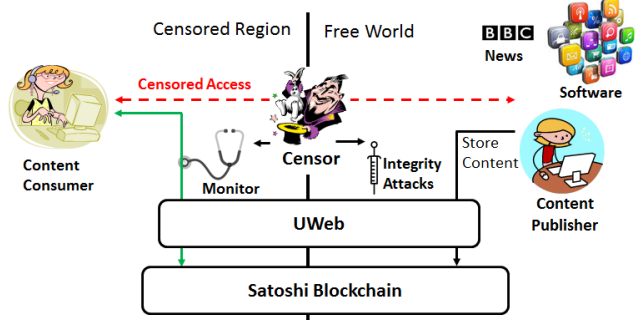 Censored Region
Free World
BBC
News
Software
Censored Access
Content
Consumer
Censor
Monitor
Integrity
Attacks
Store
Content
Content
Publisher
UWeb
Satoshi Blockchain